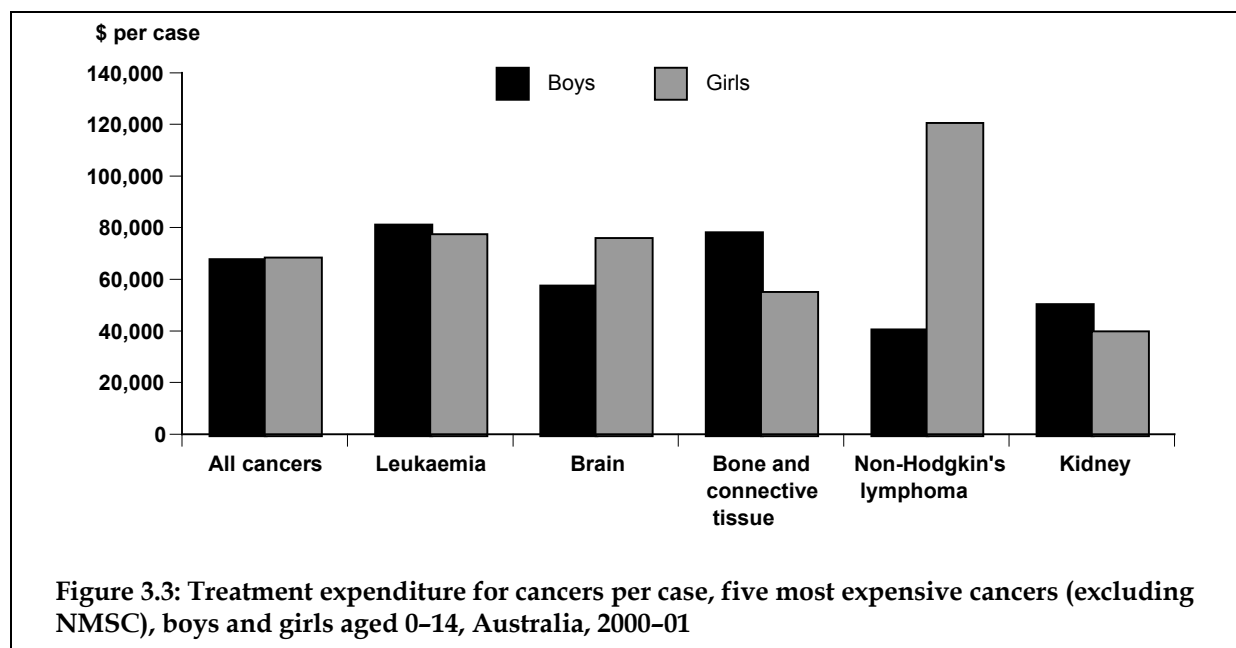 $ per case
140,000
120,000
100,000
80,000
60,000
40,000
20,000
0
Boys
Girls
All cancers
Leukaemia
Brain
Bone and
connective
tissue
Non-Hodgkin's
lymphoma
Kidney
Figure 3.3: Treatment expenditure for cancers per case, five most expensive cancers (excluding
NMSC), boys and girls aged 0–14, Australia, 2000–01